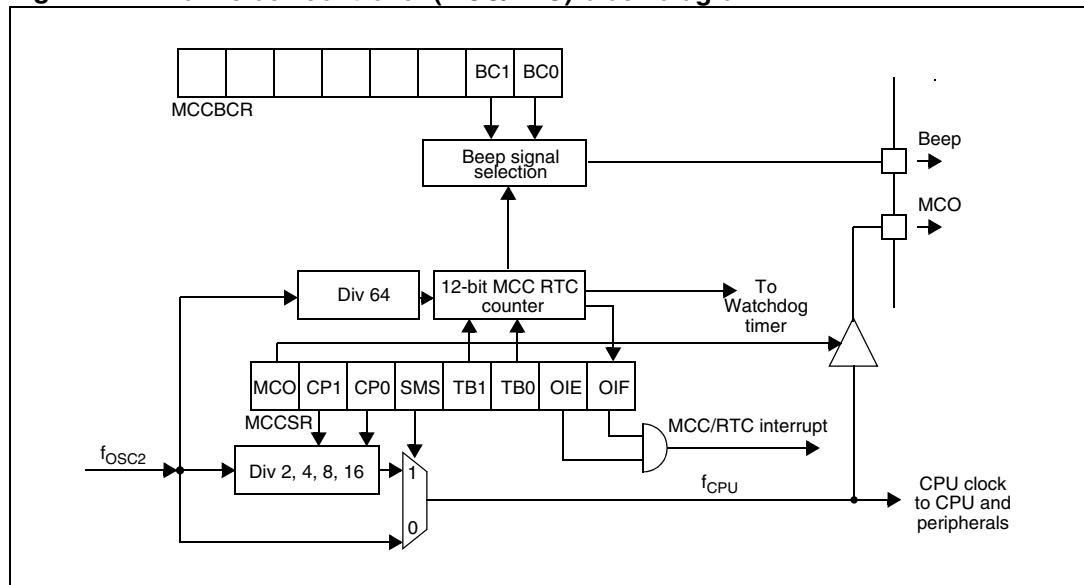 BC1 BC0
MCCBCR
Beep signal
selection
Beep
MCO
Div 64
12-bit MCC RTC
counter
To
Watchdog
timer
MCO CP1 CP0 SMS TB1 TB0 OIE OIF
MCCSR
MCC/RTC interrupt
fOSC2
Div 2, 4, 8, 16
1
0
fCPU
CPU clock
to CPU and
peripherals